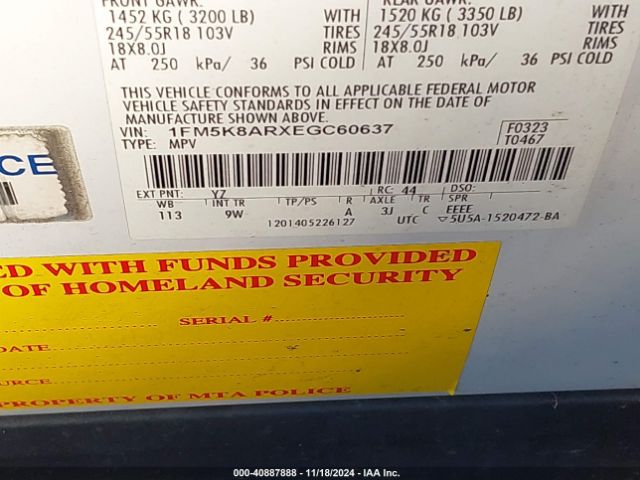 FRONT GAWR: REAR GAWR:
1452 KG ( 3200 LB) WITH 1520 KG ( 3350 LB) WITH
245/55R18 103V TIRES 245/55R18 103V TIRES
18X8.0J RIMS 18X8.0J RIMS
AT 250 kPa/ 36 PSI COLD AT 250 kPa/ 36 PSI COLD
THIS VEHICLE CONFORMS TO ALL APPLICABLE FEDERAL MOTOR
VEHICLE SAFETY STANDARDS IN EFFECT ON THE DATE OF
MANUFACTURE SHOWN ABOVE.
VIN: 1FM5K8ARXEGC60637 F0323
TYPE: MPV T0467
CE
EXT PNT: YZ RC: 44 DSO:
WB INT TR TP/PS R AXLE TR SPR
113 9W A 3J C EEEE
1201405226127 UTC ▽5U5A-1520472-BA
ED WITH FUNDS PROVIDED
OF HOMELAND SECURITY
SERIAL #
DATE
OURCE
PROPERTY OF MTA POLICE
000-40887888 - 11/18/2024 - IAA Inc.